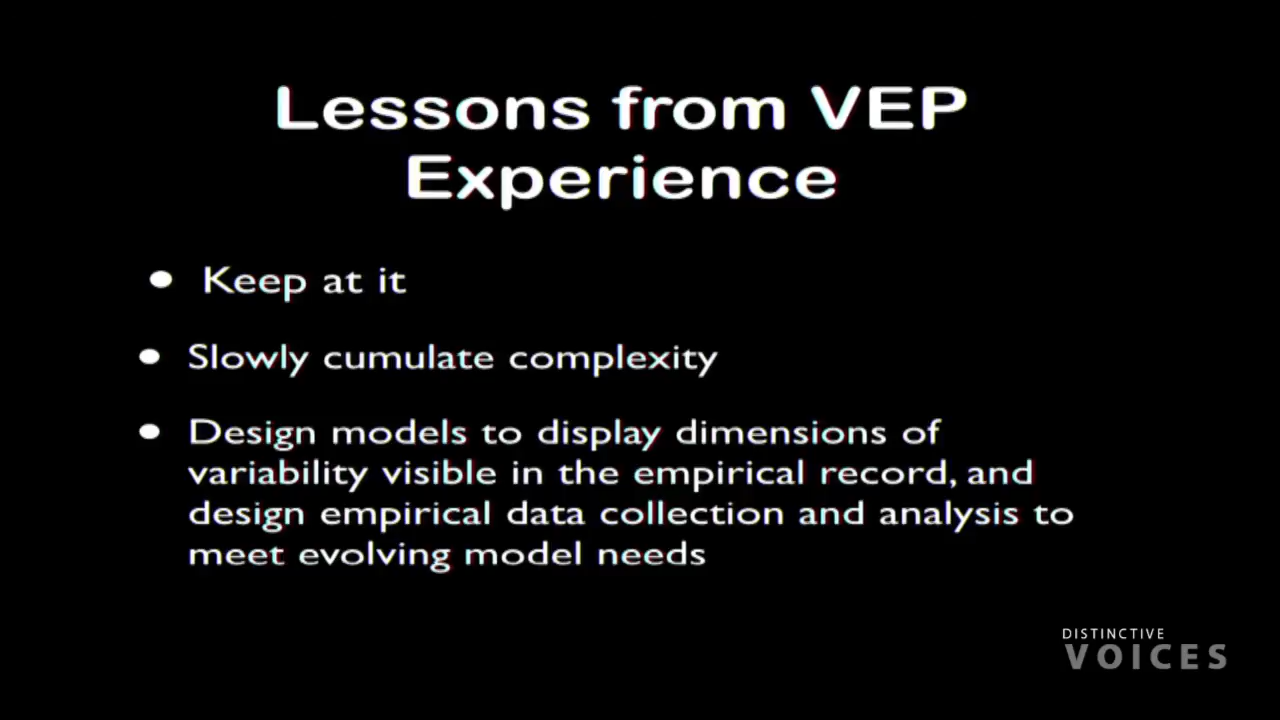 Lessons from VEP
Experience
• Keep at it
• Slowly cumulate complexity
• Design models to display dimensions of
variability visible in the empirical record, and
design empirical data collection and analysis to
meet evolving model needs
DISTINCTIVE
VOICES